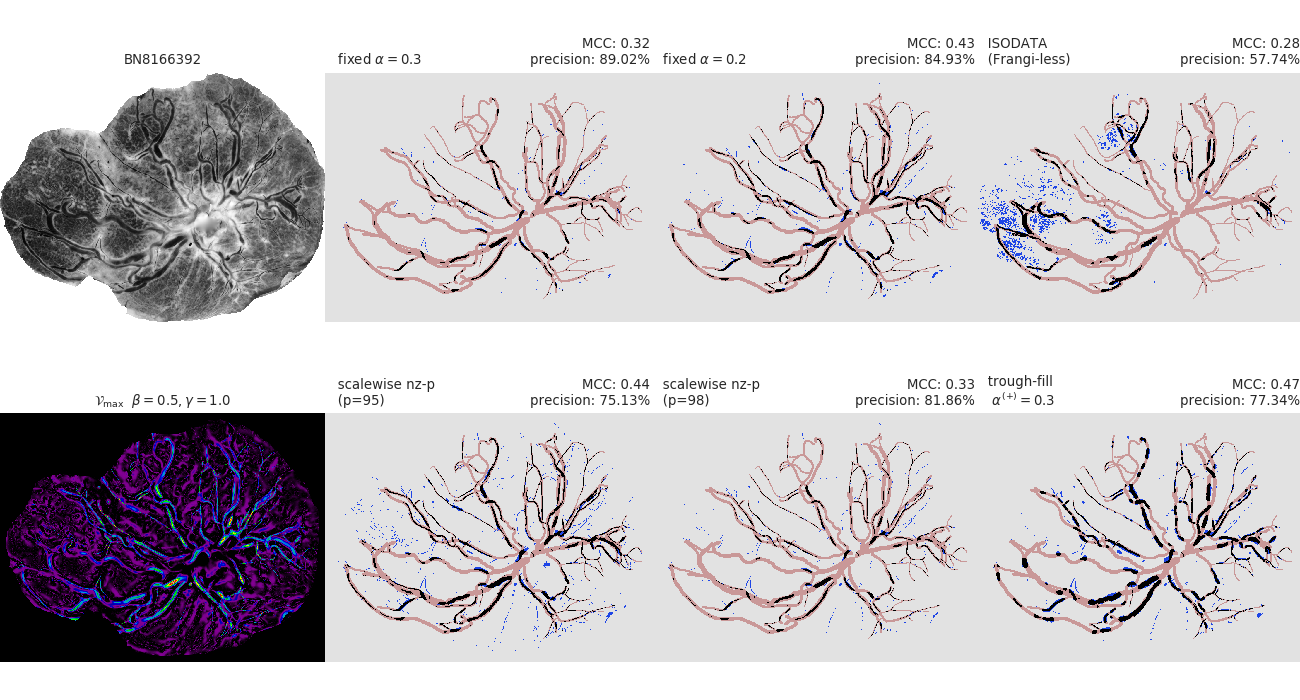 BN8166392
fixed α = 0.3
MCC: 0.32
precision: 89.02%
fixed α = 0.2
MCC: 0.43
precision: 84.93%
ISODATA
(Frangi-less)
MCC: 0.28
precision: 57.74%
𝒱max β = 0.5, γ = 1.0
scalewise nz-p
(p=95)
MCC: 0.44
precision: 75.13%
scalewise nz-p
(p=98)
MCC: 0.33
precision: 81.86%
trough-fill
α(+) = 0.3
MCC: 0.47
precision: 77.34%